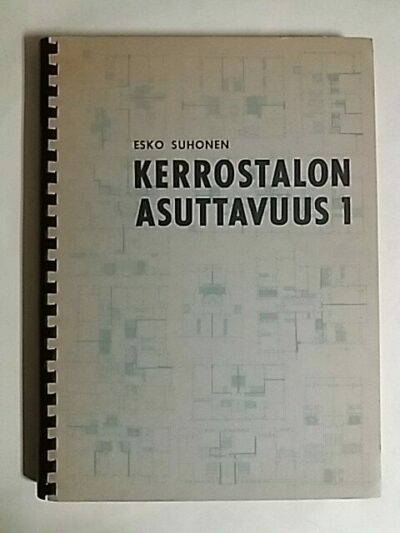 ESKO SUHONEN
KERROSTALON
ASUTTAVUUS 1